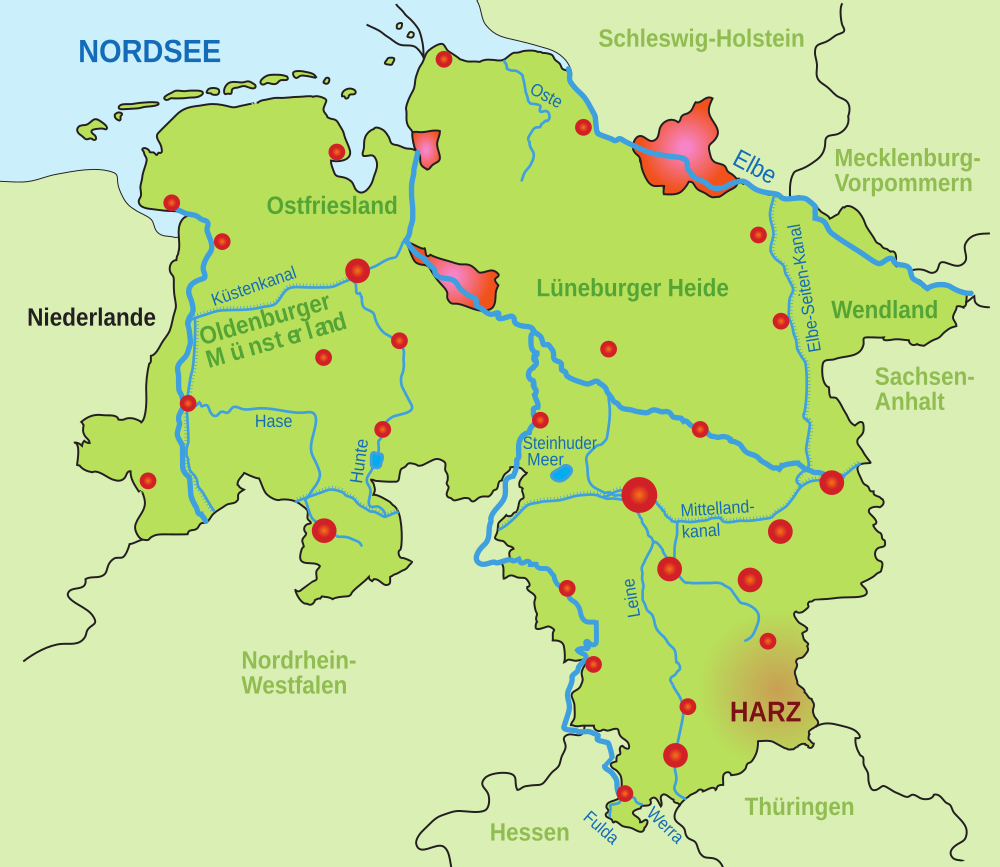 NORDSEE
Schleswig-Holstein
Oste
Elbe
Mecklenburg-
Vorpommern
Ostfriesland
Elbe-Seiten-Kanal
Küstenkanal
Lüneburger Heide
Wendland
Niederlande
Oldenburger
Münsterland
Sachsen-
Anhalt
Hase
Hunte
Steinhuder
Meer
Mittelland-
kanal
Leine
Nordrhein-
Westfalen
HARZ
Thüringen
Hessen
Fulda
Werra